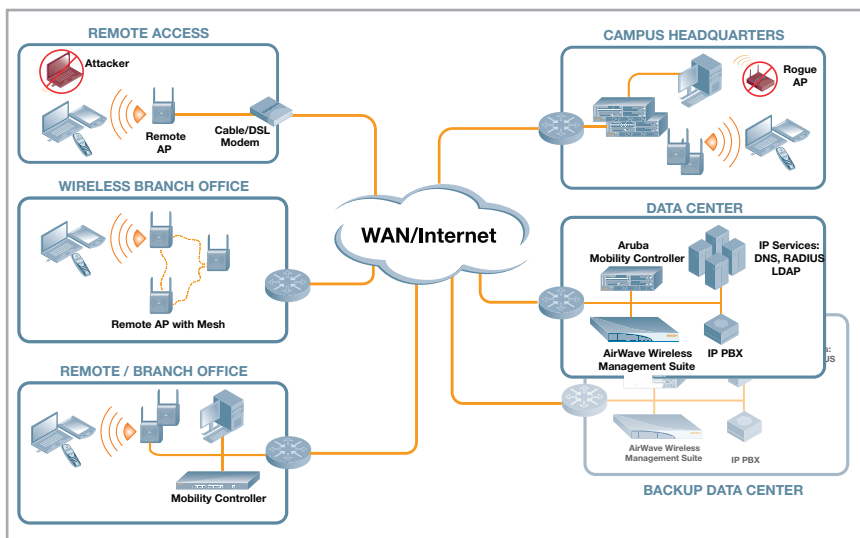 REMOTE ACCESS
Attacker
Remote
AP
Cable/DSL
Modem
WIRELESS BRANCH OFFICE
Remote AP with Mesh
REMOTE / BRANCH OFFICE
Mobility Controller
WAN/Internet
CAMPUS HEADQUARTERS
Rogue
AP
DATA CENTER
Aruba
Mobility Controller
IP Services:
DNS, RADIUS
LDAP
AirWave Wireless
Management Suite
IP PBX
AirWave Wireless
Management Suite
IP PBX
BACKUP DATA CENTER